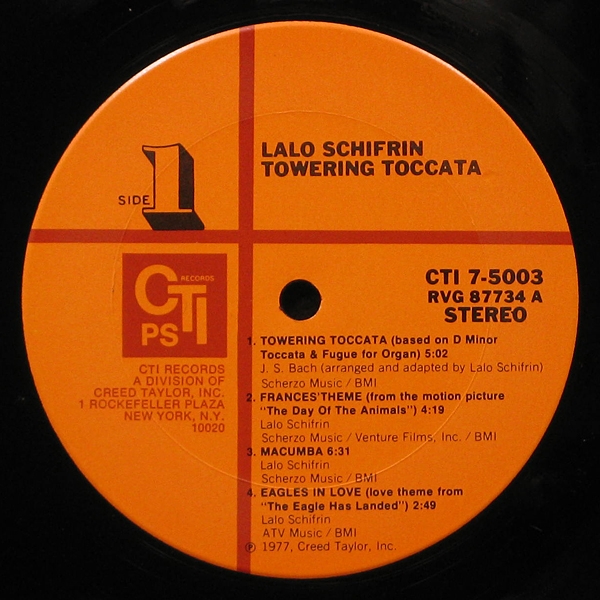 LALO SCHIFRIN
TOWERING TOCCATA
SIDE 1
CTI RECORDS
PS
CTI 7-5003
RVG 87734 A
STEREO
CTI RECORDS
A DIVISION OF
CREED TAYLOR, INC.
1 ROCKEFELLER PLAZA
NEW YORK, N.Y.
10020
1. TOWERING TOCCATA (based on D Minor
Toccata & Fugue for Organ) 5:02
J. S. Bach (arranged and adapted by Lalo Schifrin)
Scherzo Music / BMI
2. FRANCES'THEME (from the motion picture
"The Day Of The Animals") 4:19
Lalo Schifrin
Scherzo Music / Venture Films, Inc. / BMI
3. MACUMBA 6:31
Lalo Schifrin
Scherzo Music / BMI
4. EAGLES IN LOVE (love theme from
"The Eagle Has Landed") 2:49
Lalo Schifrin
ATV Music / BMI
℗ 1977, Creed Taylor, Inc.